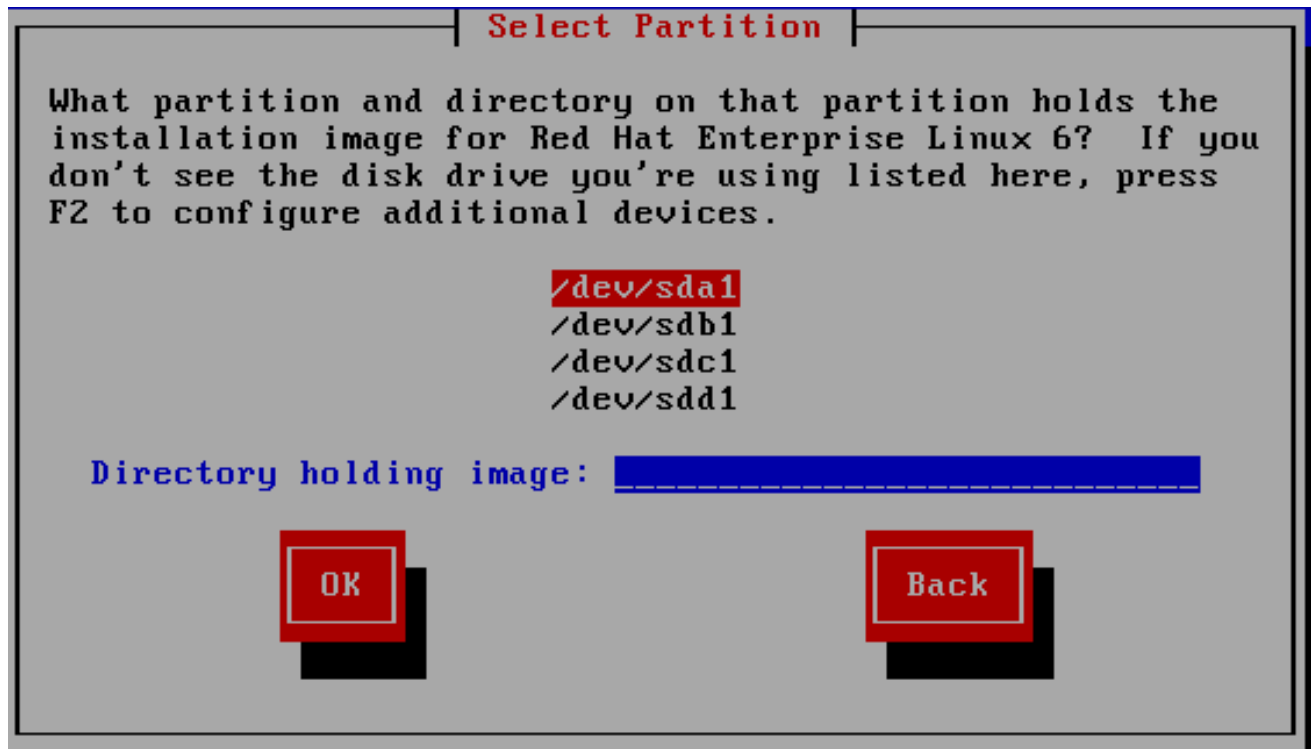 Select Partition
What partition and directory on that partition holds the
installation image for Red Hat Enterprise Linux 6?  If you
don't see the disk drive you're using listed here, press
F2 to configure additional devices.
/dev/sda1
/dev/sdb1
/dev/sdc1
/dev/sdd1
Directory holding image:
OK
Back